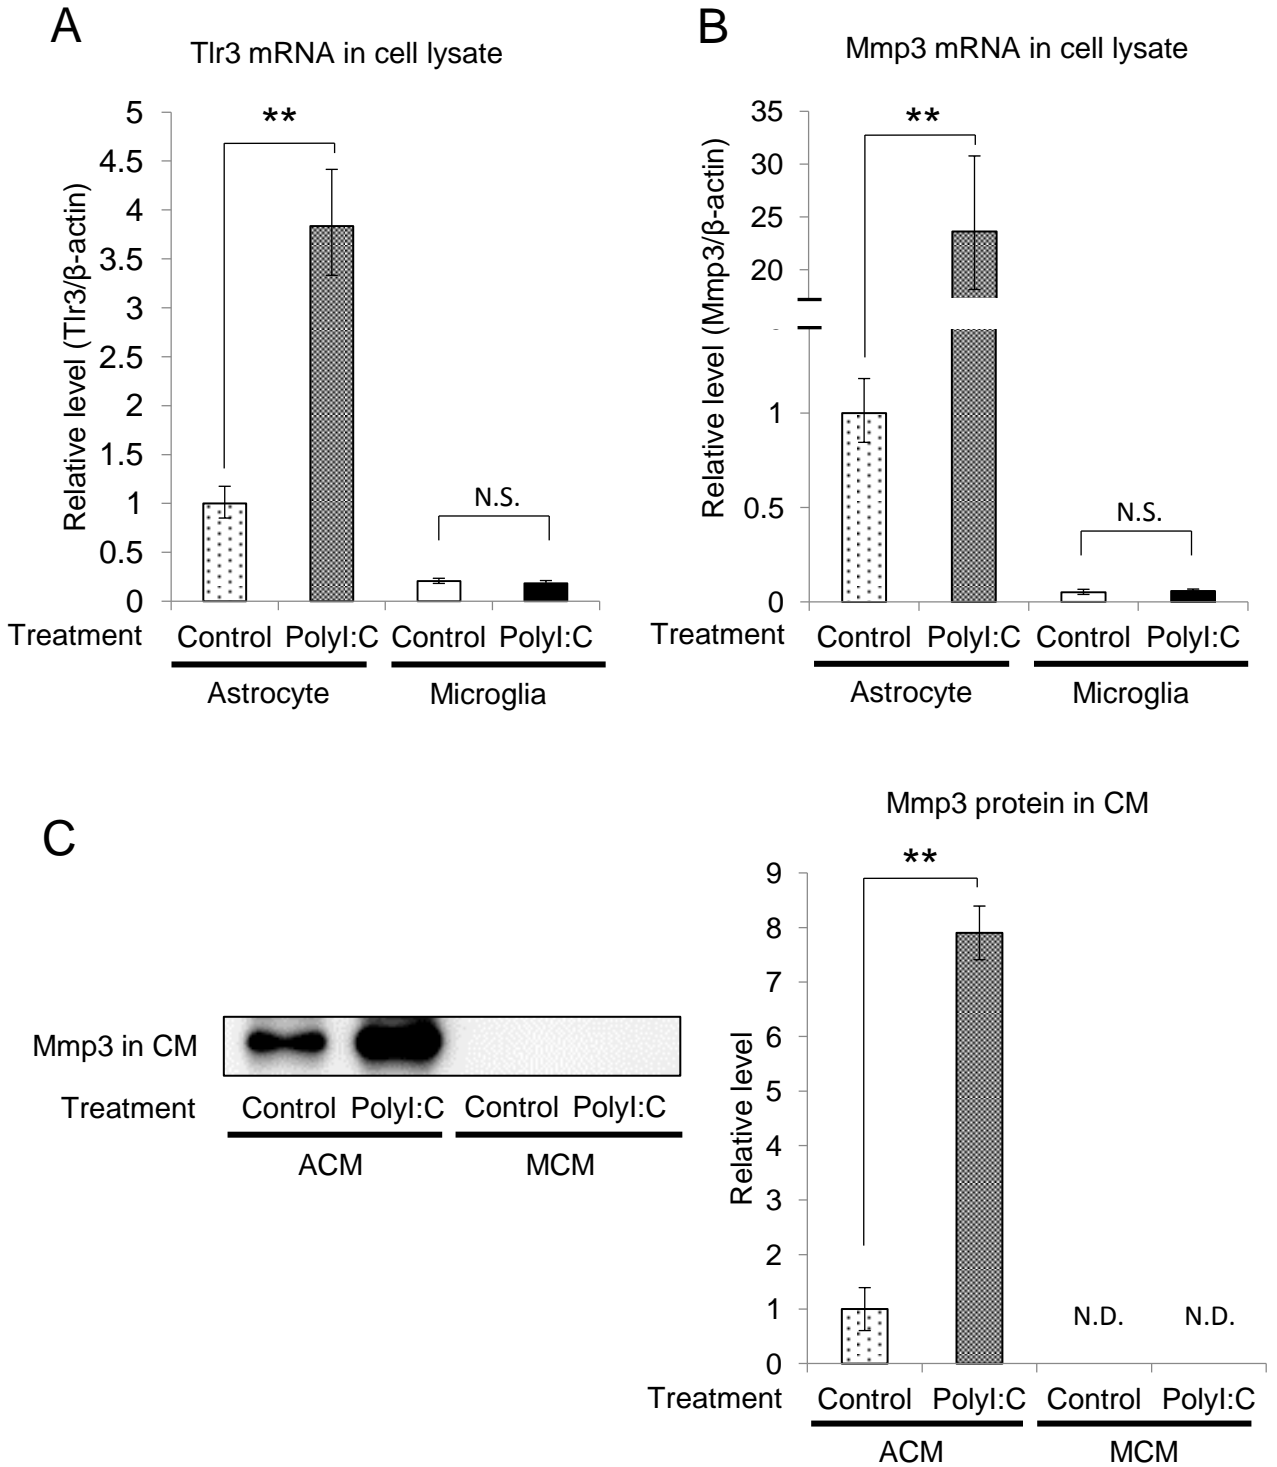 A
Tlr3 mRNA in cell lysate
Relative level (Tlr3/β-actin)
5
4.5
4
3.5
3
2.5
2
1.5
1
0.5
0
**
N.S.
Treatment Control PolyI:C Control PolyI:C
Astrocyte Microglia
B
Mmp3 mRNA in cell lysate
Relative level (Mmp3/β-actin)
35
30
25
20
1
0.5
0
**
N.S.
Treatment Control PolyI:C Control PolyI:C
Astrocyte Microglia
C
Mmp3 in CM
Treatment Control PolyI:C Control PolyI:C
ACM MCM
Mmp3 protein in CM
Relative level
9
8
7
6
5
4
3
2
1
0
**
N.D. N.D.
Treatment Control PolyI:C Control PolyI:C
ACM MCM